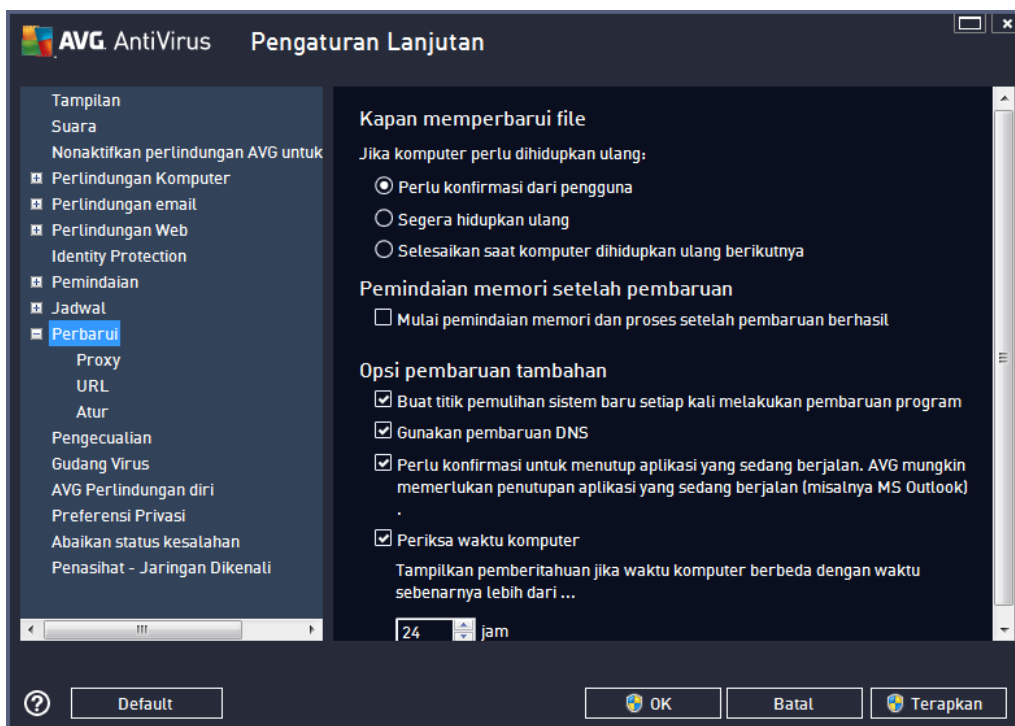 AVG. AntiVirus Pengaturan Lanjutan
Tampilan
Suara
Nonaktifkan perlindungan AVG untuk
Perlindungan Komputer
Perlindungan email
Perlindungan Web
Identity Protection
Pemindaian
Jadwal
Perbarui
Proxy
URL
Atur
Pengecualian
Gudang Virus
AVG Perlindungan diri
Preferensi Privasi
Abaikan status kesalahan
Penasihat - Jaringan Dikenali
Kapan memperbarui file
Jika komputer perlu dihidupkan ulang:
Perlu konfirmasi dari pengguna
Segera hidupkan ulang
Selesaikan saat komputer dihidupkan ulang berikutnya
Pemindaian memori setelah pembaruan
Mulai pemindaian memori dan proses setelah pembaruan berhasil
Opsi pembaruan tambahan
Buat titik pemulihan sistem baru setiap kali melakukan pembaruan program
Gunakan pembaruan DNS
Perlu konfirmasi untuk menutup aplikasi yang sedang berjalan. AVG mungkin
memerlukan penutupan aplikasi yang sedang berjalan (misalnya MS Outlook)
.
Periksa waktu komputer
Tampilkan pemberitahuan jika waktu komputer berbeda dengan waktu
sebenarnya lebih dari ...
24 jam
? Default OK Batal Terapkan